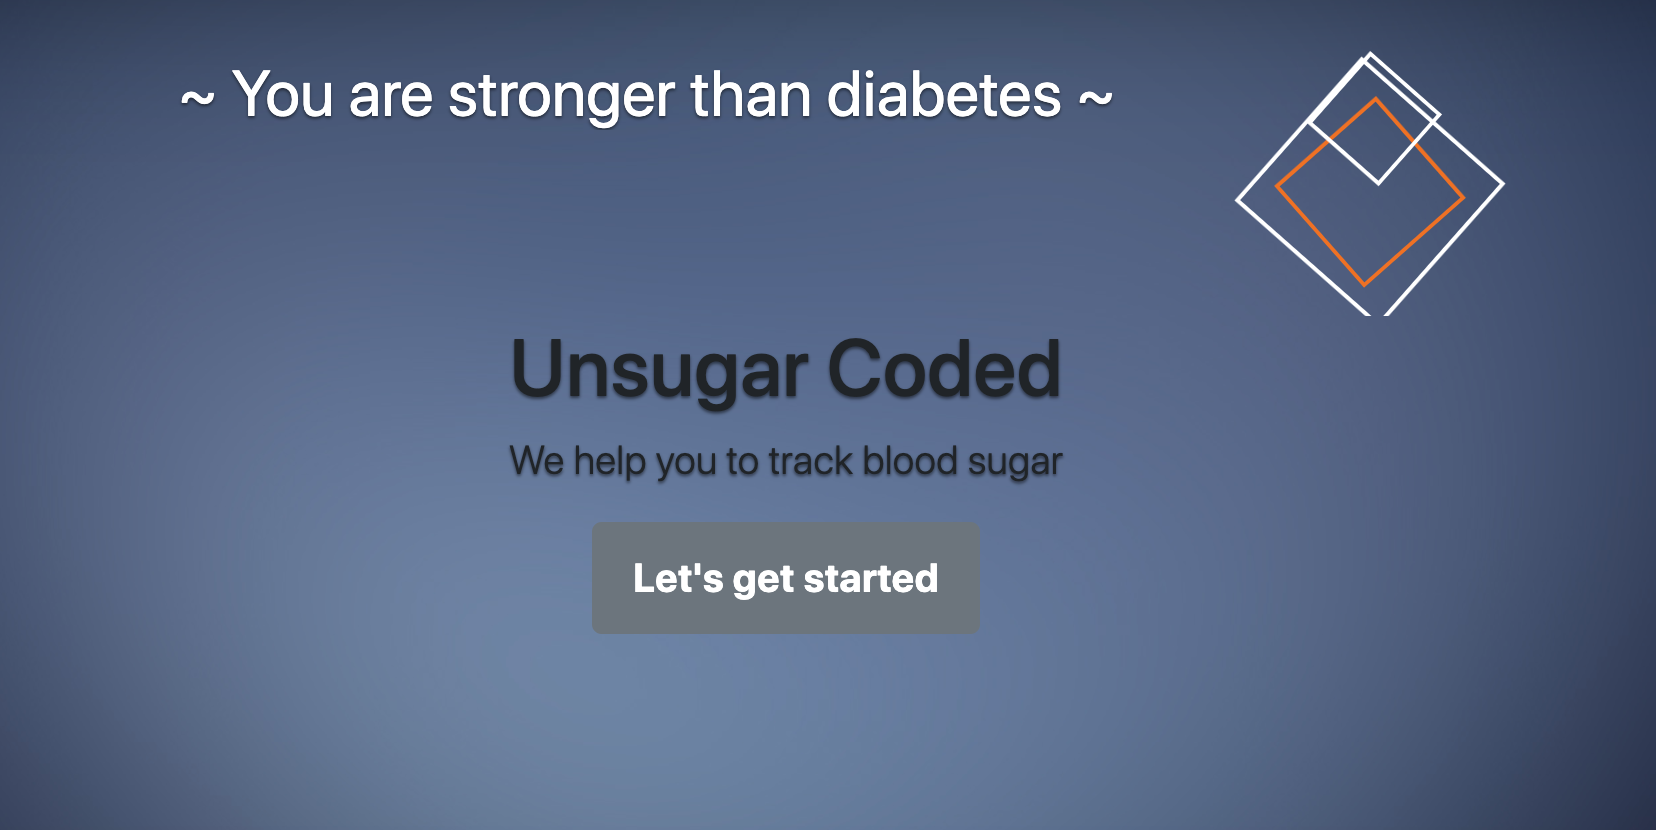 ~ You are stronger than diabetes ~
Unsugar Coded
We help you to track blood sugar
Let's get started